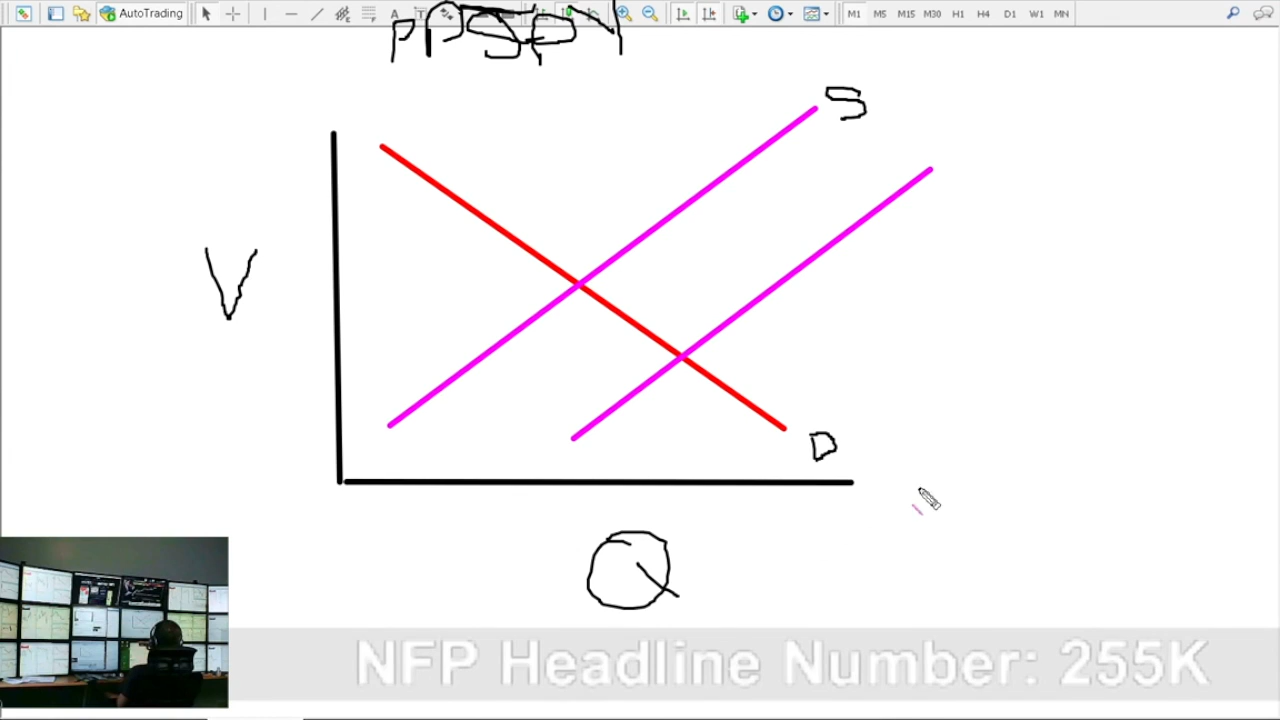 AutoTrading A T M1 M5 M15 M30 H1 H4 D1 W1 MN
S
V
D
Q
NFP Headline Number: 255K